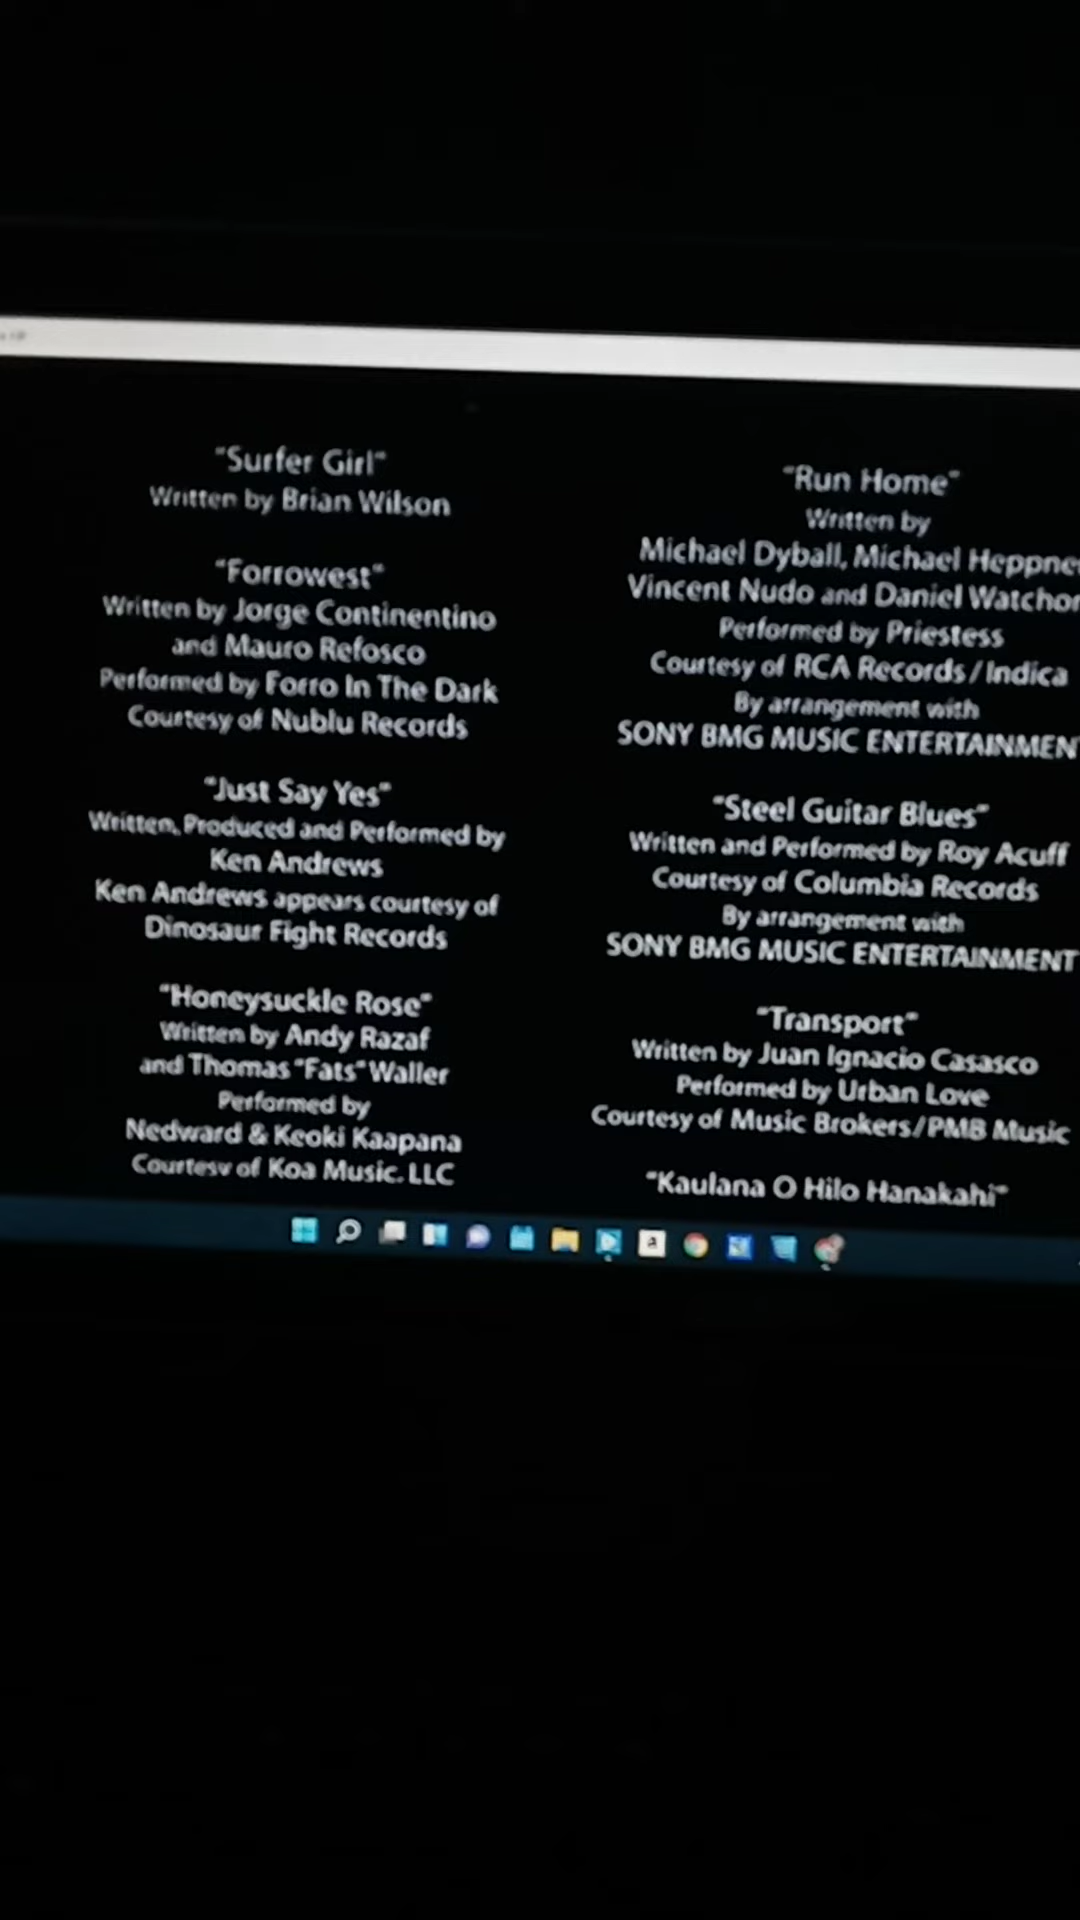 "Surfer Girl"
Written by Brian Wilson
"Forrowest"
Written by Jorge Continentino
and Mauro Refosco
Performed by Forro In The Dark
Courtesy of Nublu Records
"Just Say Yes"
Written, Produced and Performed by
Ken Andrews
Ken Andrews appears courtesy of
Dinosaur Fight Records
"Honeysuckle Rose"
Written by Andy Razaf
and Thomas "Fats" Waller
Performed by
Nedward & Keoki Kaapana
Courtesy of Koa Music, LLC
"Run Home"
Written by
Michael Dyball, Michael Heppne
Vincent Nudo and Daniel Watchor
Performed by Priestess
Courtesy of RCA Records / Indica
By arrangement with
SONY BMG MUSIC ENTERTAINMEN
"Steel Guitar Blues"
Written and Performed by Roy Acuff
Courtesy of Columbia Records
By arrangement with
SONY BMG MUSIC ENTERTAINMENT
"Transport"
Written by Juan Ignacio Casasco
Performed by Urban Love
Courtesy of Music Brokers/PMB Music
"Kaulana O Hilo Hanakahi"
a